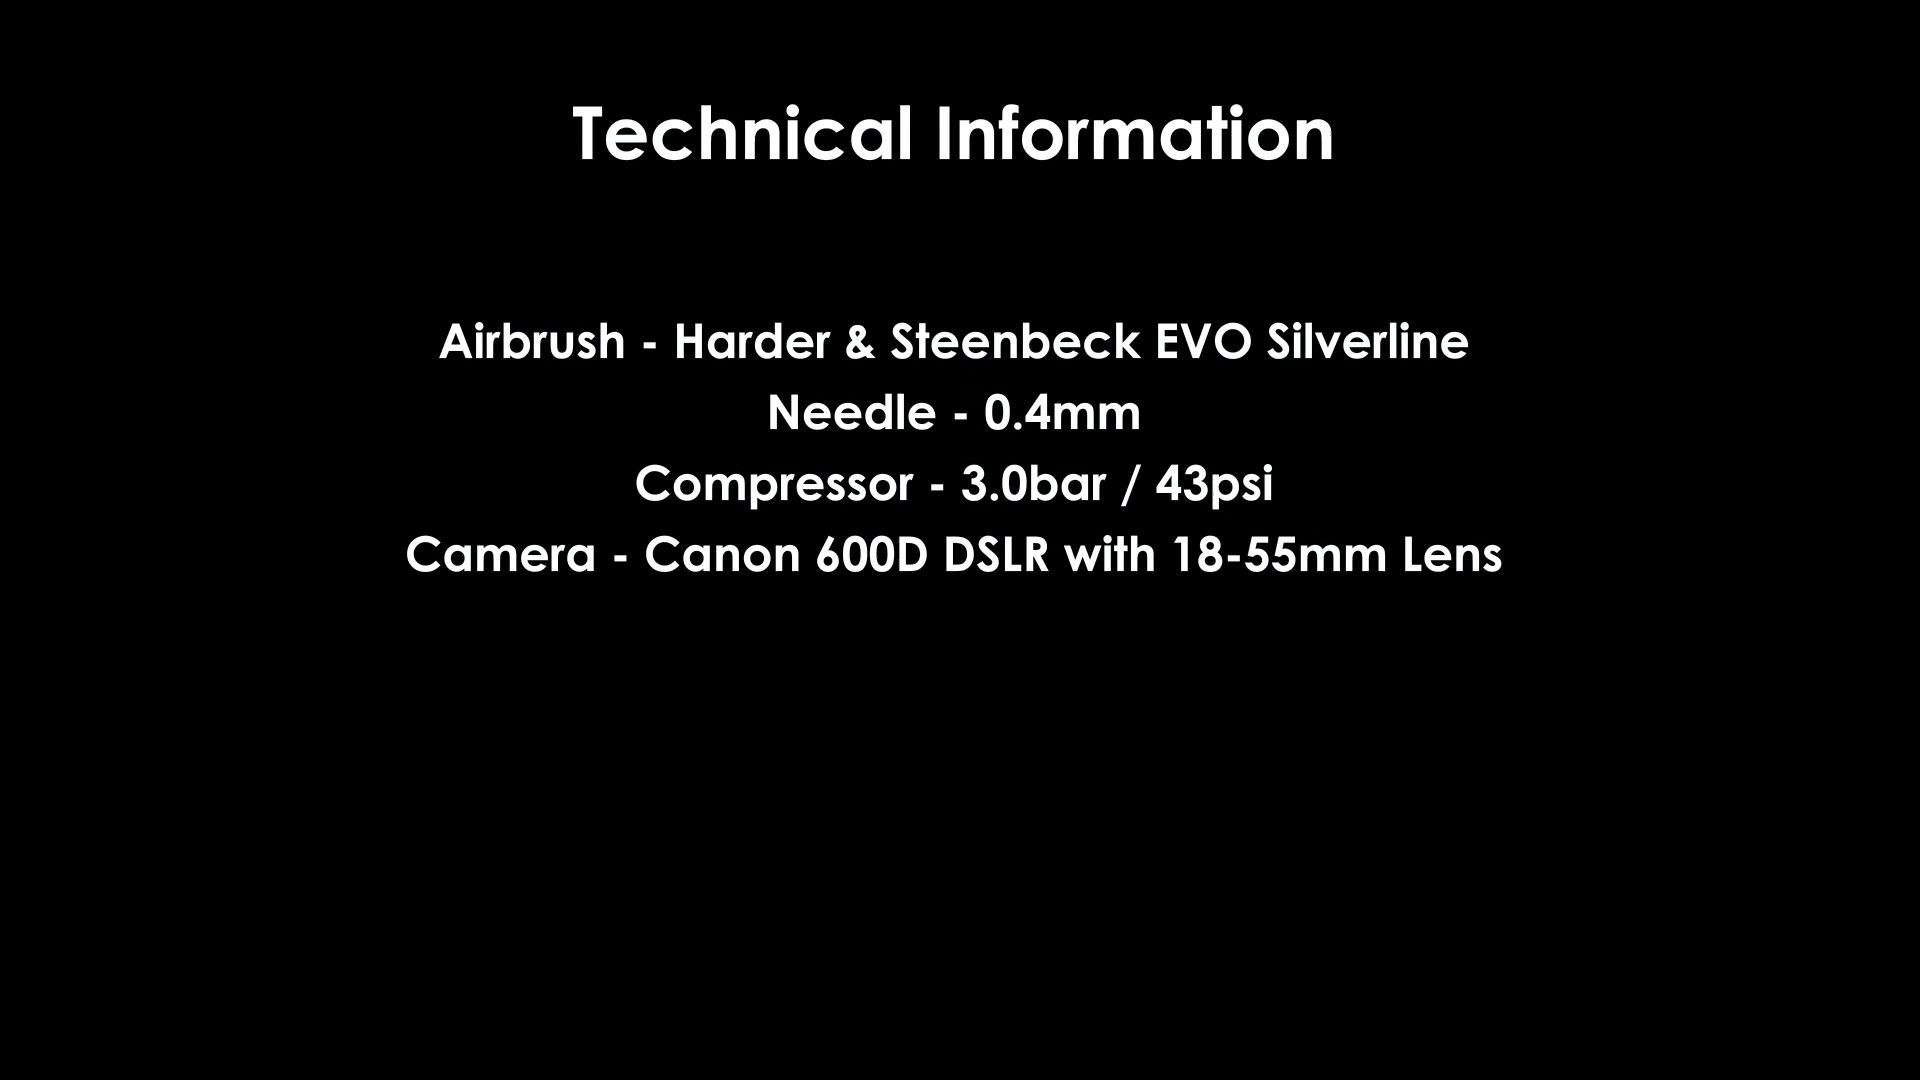 Technical Information
Airbrush - Harder & Steenbeck EVO Silverline
Needle - 0.4mm
Compressor - 3.0bar / 43psi
Camera - Canon 600D DSLR with 18-55mm Lens